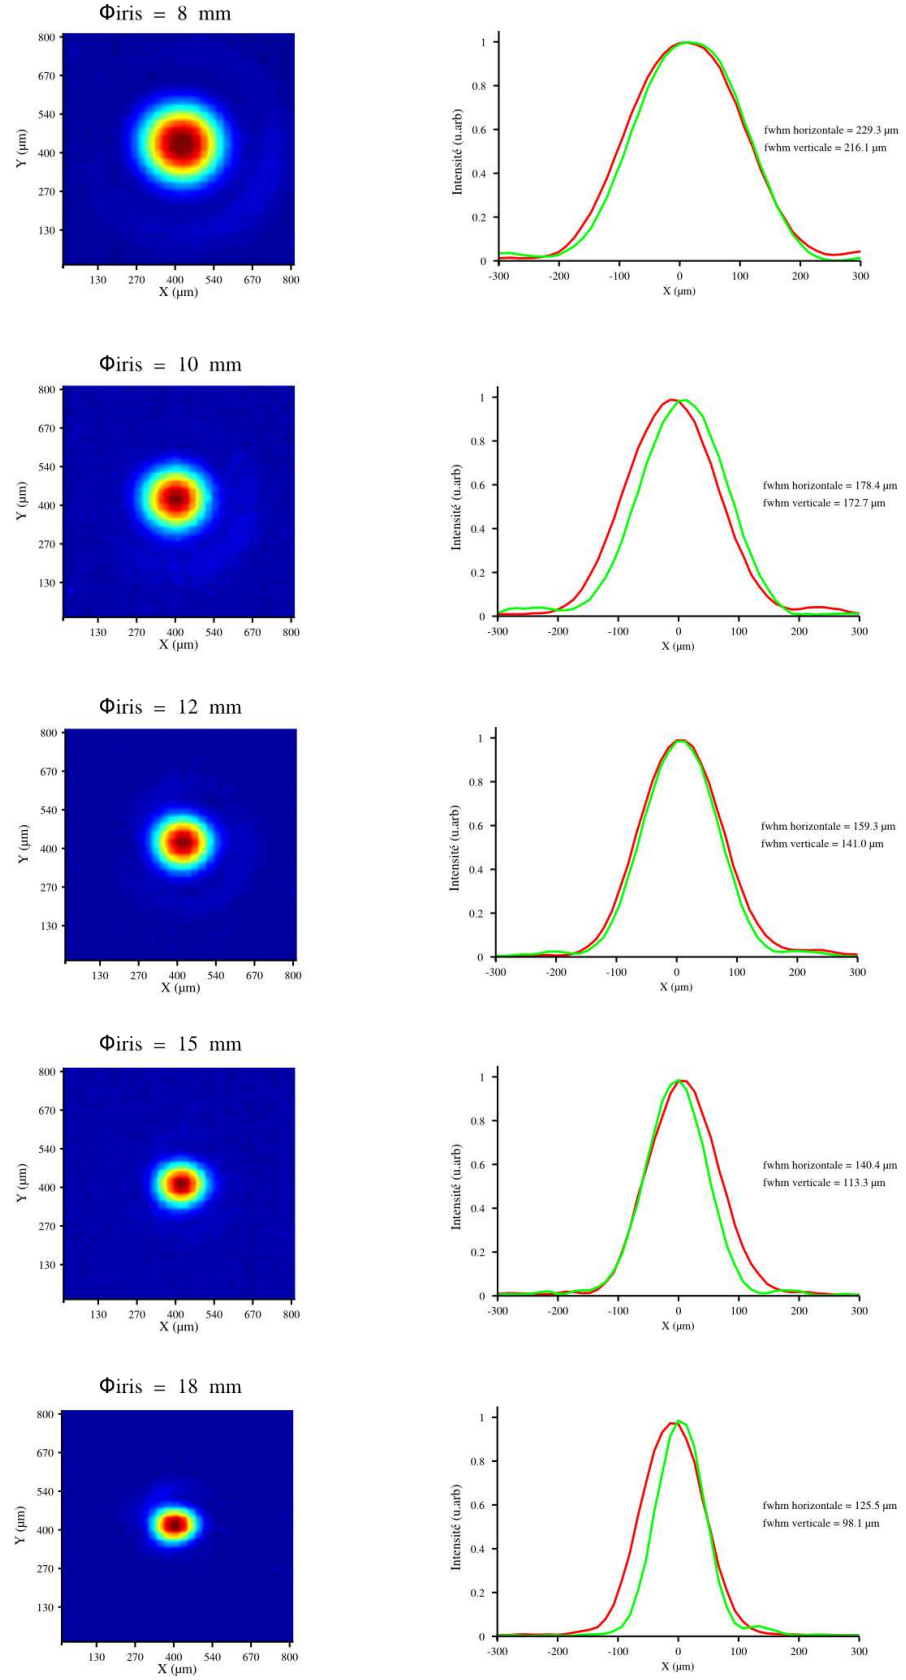 Φiris = 8 mm
800
670
540
400
270
130
Y (µm)
130 270 400 540 670 800
X (µm)
1
0.8
0.6
0.4
0.2
0
Intensité (u.arb)
-300 -200 -100 0 100 200 300
X (µm)
fwhm horizontale = 229.3 µm
fwhm verticale = 216.1 µm
Φiris = 10 mm
800
670
540
400
270
130
Y (µm)
130 270 400 540 670 800
X (µm)
1
0.8
0.6
0.4
0.2
0
Intensité (u.arb)
-300 -200 -100 0 100 200 300
X (µm)
fwhm horizontale = 178.4 µm
fwhm verticale = 172.7 µm
Φiris = 12 mm
800
670
540
400
270
130
Y (µm)
130 270 400 540 670 800
X (µm)
1
0.8
0.6
0.4
0.2
0
Intensité (u.arb)
-300 -200 -100 0 100 200 300
X (µm)
fwhm horizontale = 159.3 µm
fwhm verticale = 141.0 µm
Φiris = 15 mm
800
670
540
400
270
130
Y (µm)
130 270 400 540 670 800
X (µm)
1
0.8
0.6
0.4
0.2
0
Intensité (u.arb)
-300 -200 -100 0 100 200 300
X (µm)
fwhm horizontale = 140.4 µm
fwhm verticale = 113.3 µm
Φiris = 18 mm
800
670
540
400
270
130
Y (µm)
130 270 400 540 670 800
X (µm)
1
0.8
0.6
0.4
0.2
0
Intensité (u.arb)
-300 -200 -100 0 100 200 300
X (µm)
fwhm horizontale = 125.5 µm
fwhm verticale = 98.1 µm